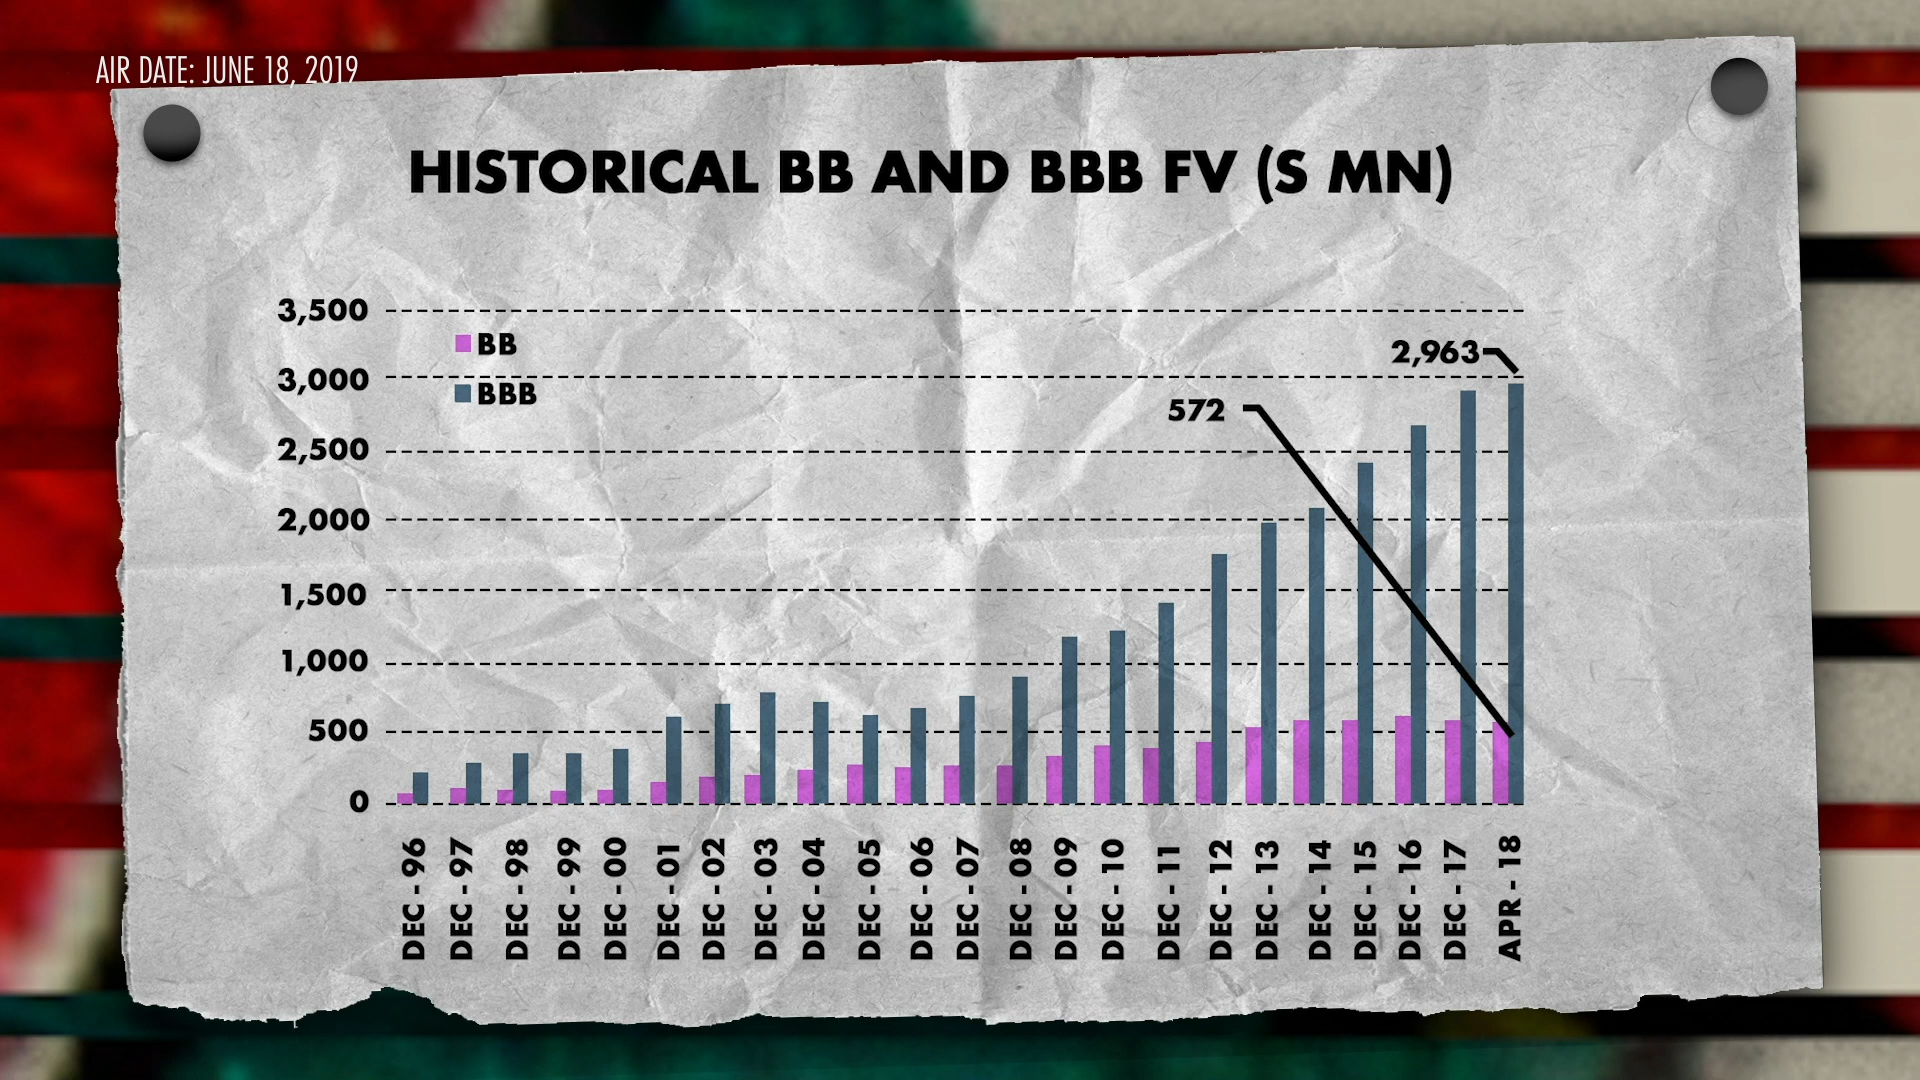 AIR DATE: JUNE 18, 2019
HISTORICAL BB AND BBB FV (S MN)
3,500
BB
2,963
3,000
BBB
572
2,500
2,000
1,500
1,000
500
0
DEC - 96
DEC - 97
DEC - 98
DEC - 99
DEC - 00
DEC - 01
DEC - 02
DEC - 03
DEC - 04
DEC - 05
DEC - 06
DEC - 07
DEC - 08
DEC - 09
DEC - 10
DEC - 11
DEC - 12
DEC - 13
DEC - 14
DEC - 15
DEC - 16
DEC - 17
APR - 18